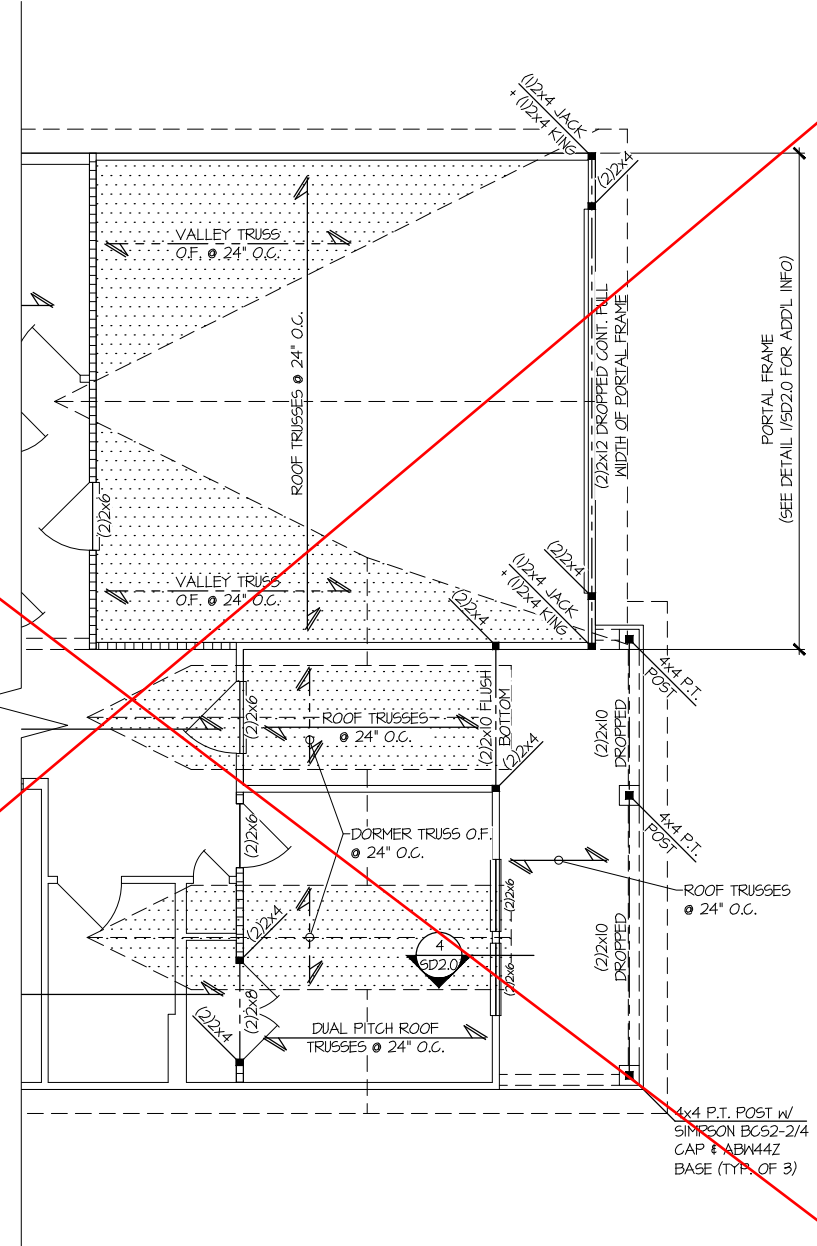 (1)2x4 JACK
+ (1)2x4 KING
(2)2x4
VALLEY TRUSS
O.F. @ 24" O.C.
ROOF TRUSSES @ 24" O.C.
(2)2x12 DROPPED CONT. FULL
WIDTH OF PORTAL FRAME
PORTAL FRAME
(SEE DETAIL 1/SD2.0 FOR ADD'L INFO)
(2)2x6
VALLEY TRUSS
O.F. @ 24" O.C.
(2)2x4
(1)2x4 JACK
+ (1)2x4 KING
(2)2x4
4x4 P.T.
POST
(2)2x6
ROOF TRUSSES
@ 24" O.C.
(2)2x10 FLUSH
BOTTOM
(2)2x4
(2)2x10
DROPPED
4x4 P.T.
POST
(2)2x6
DORMER TRUSS O.F.
@ 24" O.C.
(2)2x6
ROOF TRUSSES
@ 24" O.C.
(2)2x4
4
SD2.0
(2)2x6
(2)2x10
DROPPED
(2)2x8
(2)2x4
DUAL PITCH ROOF
TRUSSES @ 24" O.C.
4x4 P.T. POST W/
SIMPSON BCS2-2/4
CAP & ABW44Z
BASE (TYP. OF 3)